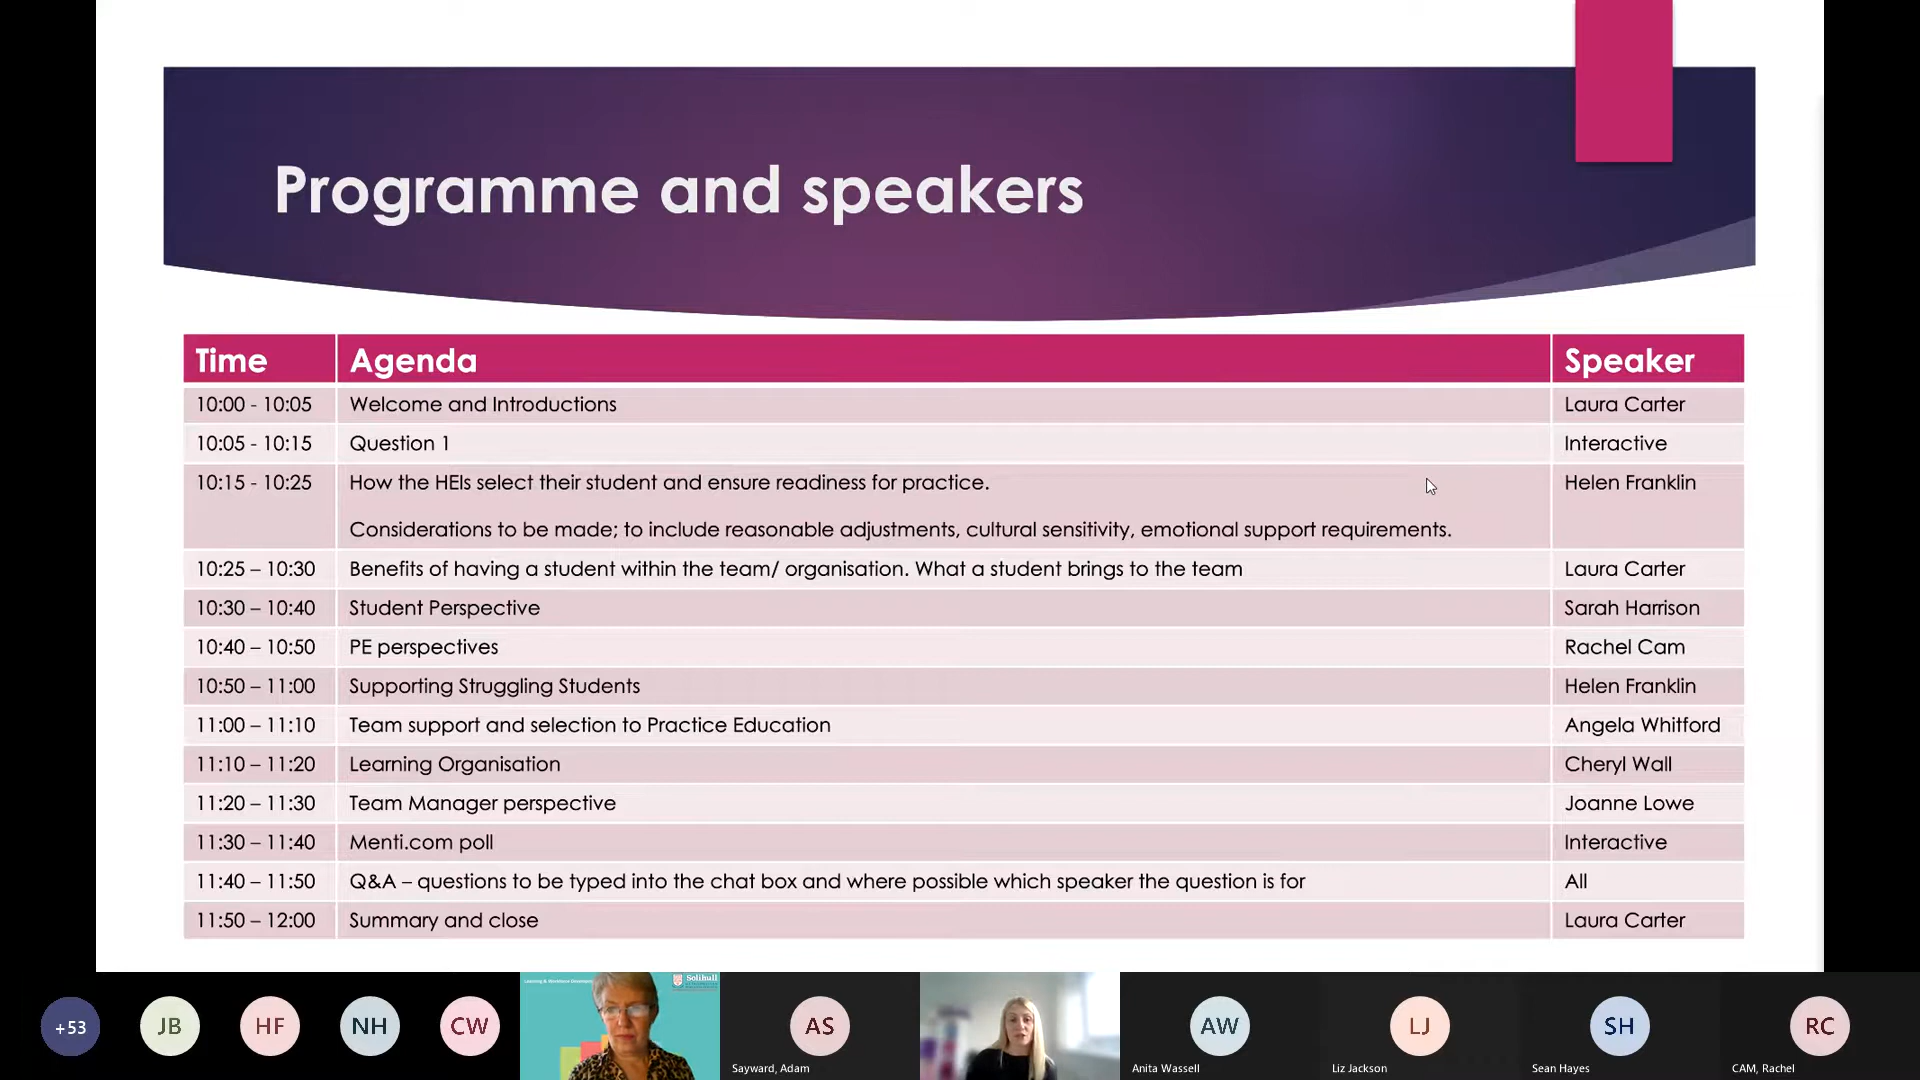 Programme and speakers
Time Agenda Speaker
10:00 - 10:05 Welcome and Introductions Laura Carter
10:05 - 10:15 Question 1 Interactive
10:15 - 10:25 How the HEIs select their student and ensure readiness for practice. Helen Franklin
Considerations to be made; to include reasonable adjustments, cultural sensitivity, emotional support requirements.
10:25 – 10:30 Benefits of having a student within the team/ organisation. What a student brings to the team Laura Carter
10:30 – 10:40 Student Perspective Sarah Harrison
10:40 – 10:50 PE perspectives Rachel Cam
10:50 – 11:00 Supporting Struggling Students Helen Franklin
11:00 – 11:10 Team support and selection to Practice Education Angela Whitford
11:10 – 11:20 Learning Organisation Cheryl Wall
11:20 – 11:30 Team Manager perspective Joanne Lowe
11:30 – 11:40 Menti.com poll Interactive
11:40 – 11:50 Q&A – questions to be typed into the chat box and where possible which speaker the question is for All
11:50 – 12:00 Summary and close Laura Carter
Solihull
+53 JB HF NH CW AS AW LJ SH RC
Sayward, Adam Anita Wassell Liz Jackson Sean Hayes CAM, Rachel